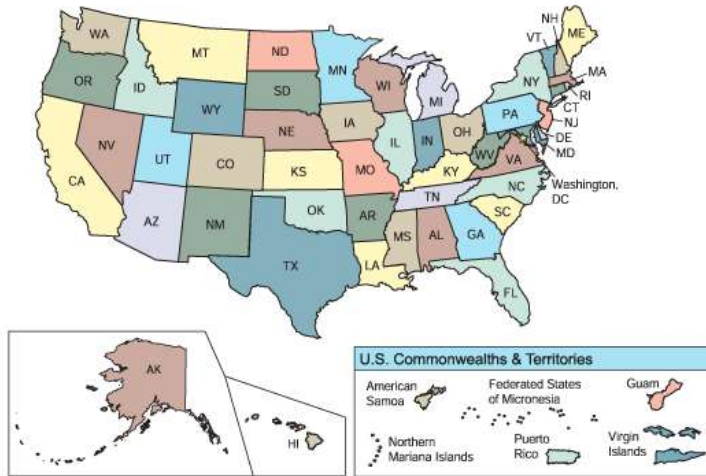 WA
MT
ND
MN
OR
ID
WY
SD
WI
MI
NH
VT
ME
NY
MA
RI
CT
NJ
PA
DE
MD
Washington,
DC
NV
UT
CA
CO
NE
IA
IL
IN
OH
WV
VA
KS
MO
KY
NC
AZ
NM
OK
AR
TN
SC
TX
LA
MS
AL
GA
FL
AK
HI
U.S. Commonwealths & Territories
American
Samoa
Federated States
of Micronesia
Guam
Northern
Mariana Islands
Puerto
Rico
Virgin
Islands